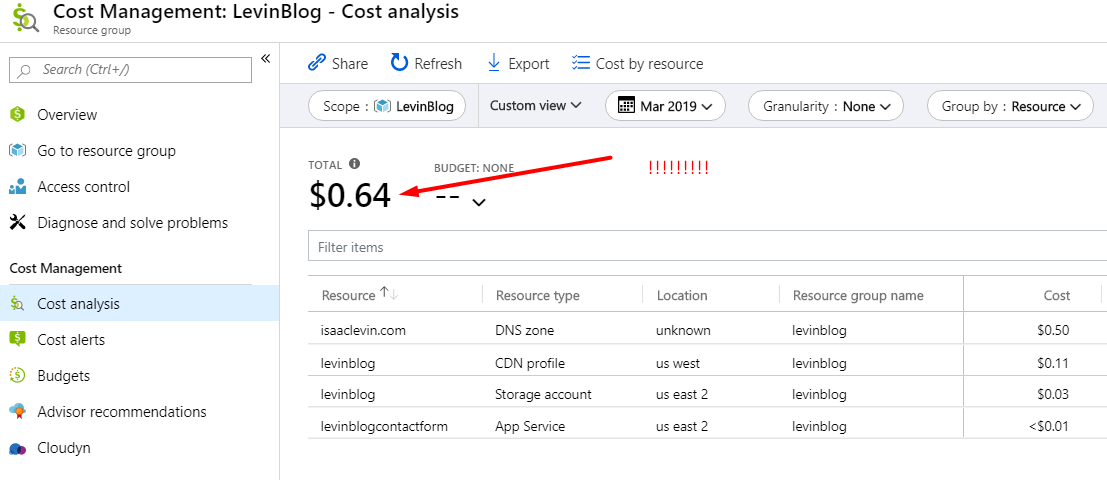 Cost Management: LevinBlog - Cost analysis
Resource group
Search (Ctrl+/)
Overview
Go to resource group
Access control
Diagnose and solve problems
Cost Management
Cost analysis
Cost alerts
Budgets
Advisor recommendations
Cloudyn
Share Refresh Export Cost by resource
Scope : LevinBlog Custom view Mar 2019 Granularity : None Group by : Resource
TOTAL BUDGET: NONE !!!!!!!!!
$0.64 --
Filter items
Resource Resource type Location Resource group name Cost
isaaclevin.com DNS zone unknown levinblog $0.50
levinblog CDN profile us west levinblog $0.11
levinblog Storage account us east 2 levinblog $0.03
levinblogcontactform App Service us east 2 levinblog <$0.01